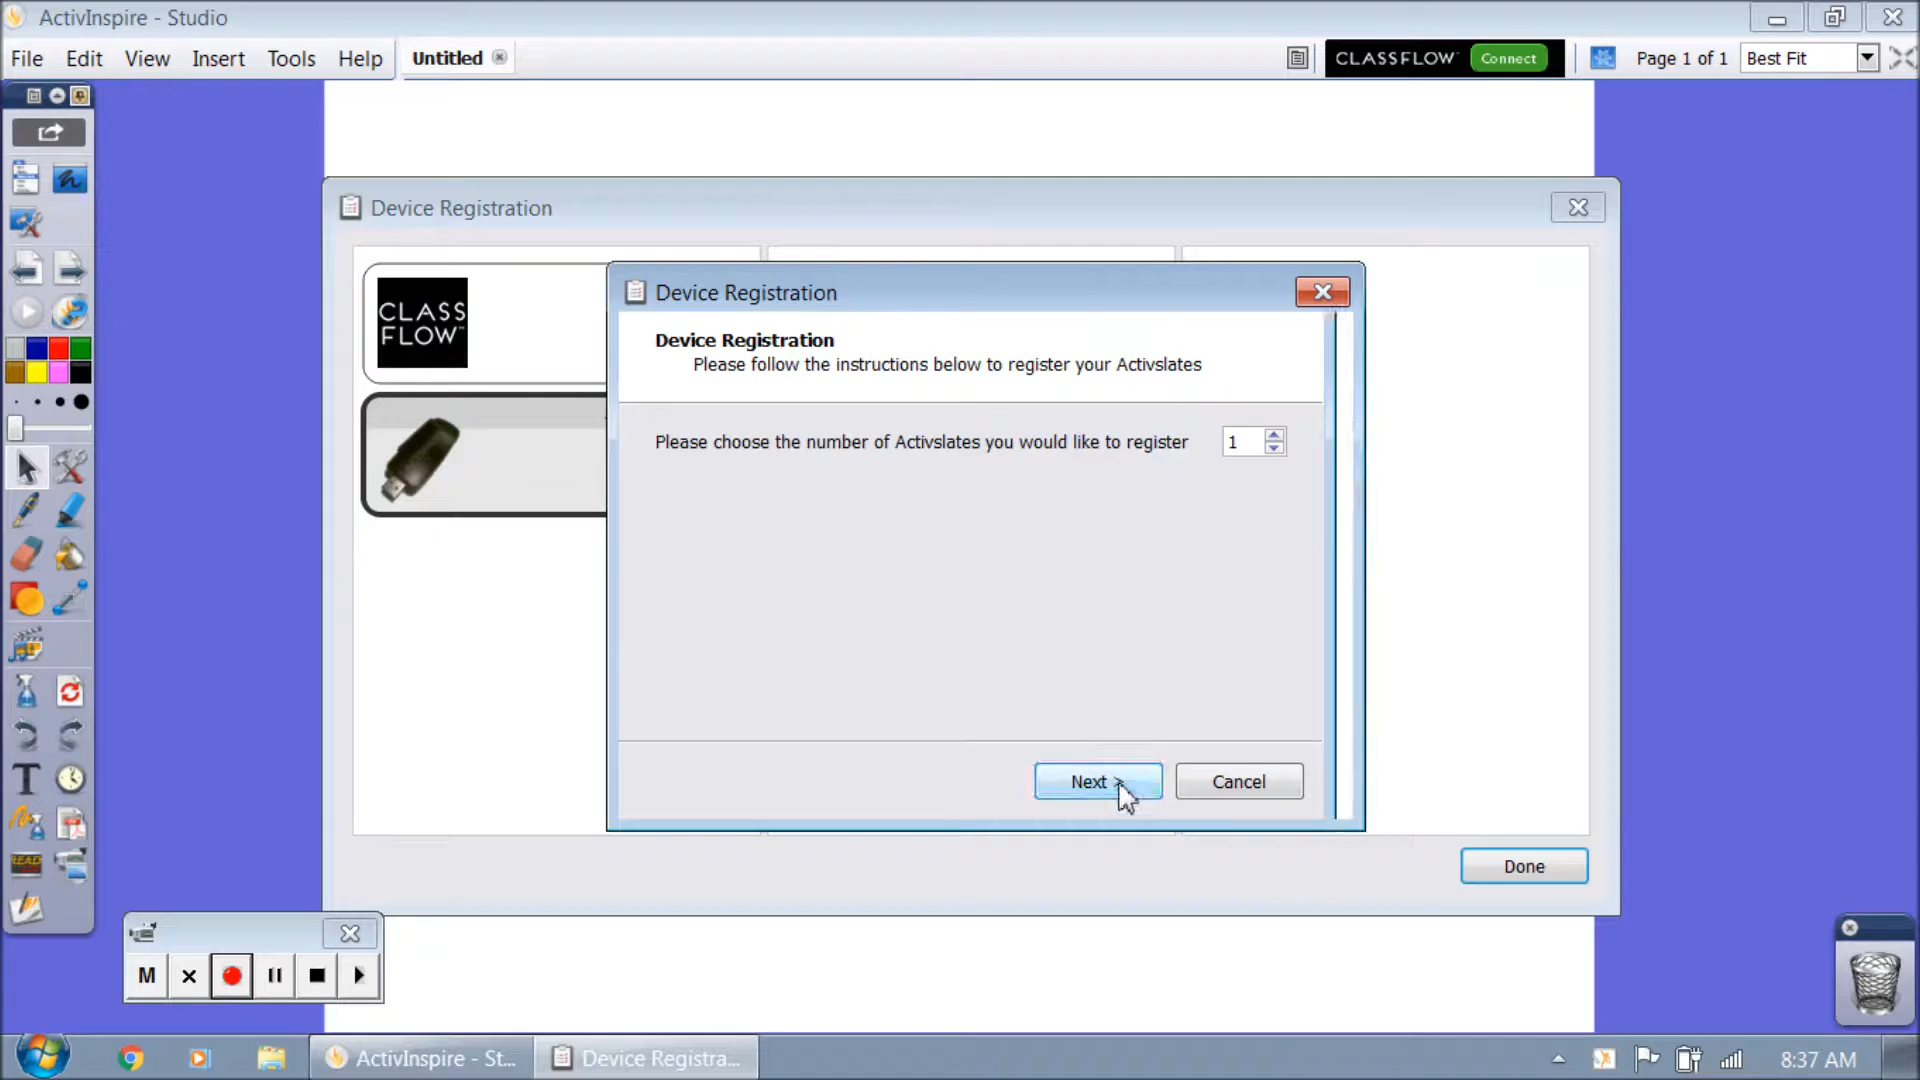 ActivInspire - Studio
File Edit View Insert Tools Help Untitled
CLASSFLOW Connect Page 1 of 1 Best Fit
Device Registration
CLASS
FLOW
Device Registration
Device Registration
Please follow the instructions below to register your Activslates
Please choose the number of Activslates you would like to register 1
Next > Cancel
Done
T
READ
M
ActivInspire - St... Device Registra... 8:37 AM